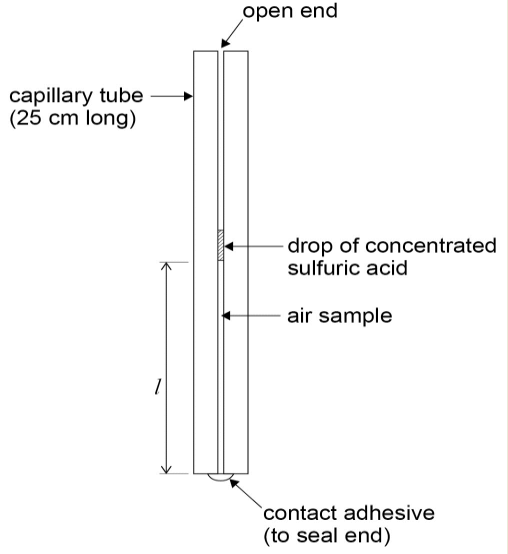 open end
capillary tube
(25 cm long)
drop of concentrated
sulfuric acid
air sample
l
contact adhesive
(to seal end)